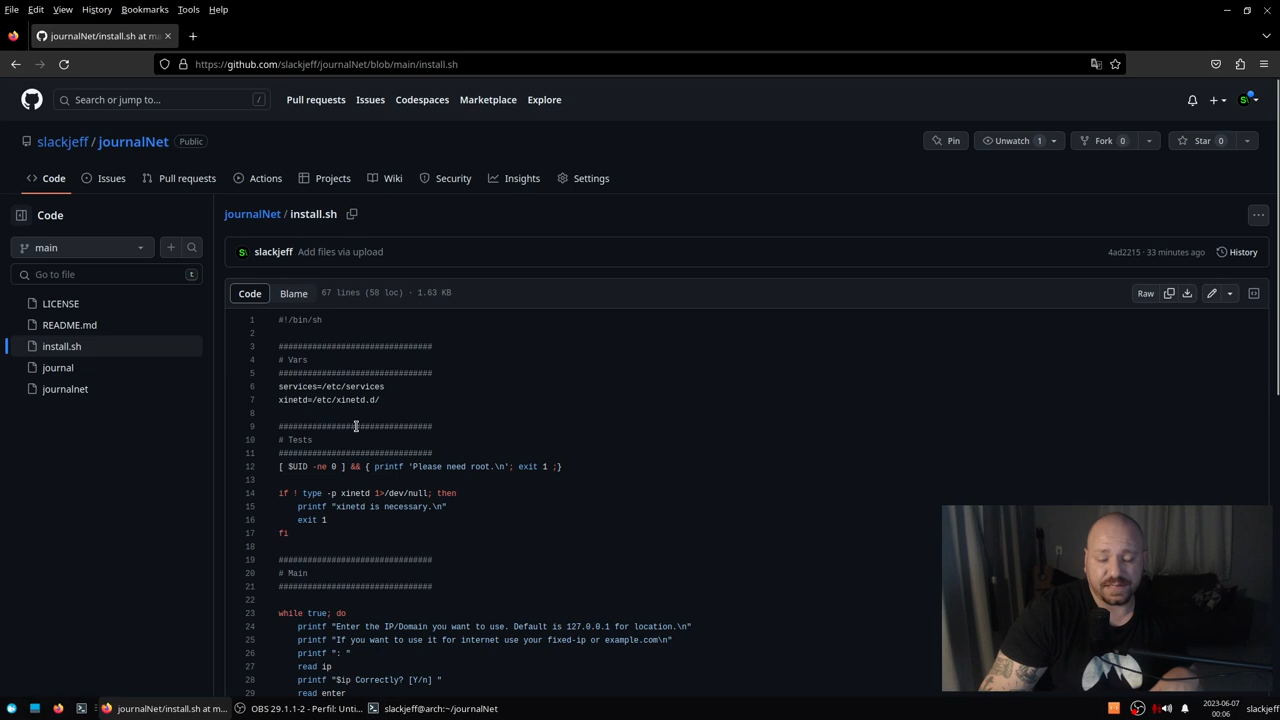 File Edit View History Bookmarks Tools Help
journalNet/install.sh at ma
https://github.com/slackjeff/journalNet/blob/main/install.sh
Search or jump to... / Pull requests Issues Codespaces Marketplace Explore
slackjeff / journalNet Public Pin Unwatch 1 Fork 0 Star 0
Code Issues Pull requests Actions Projects Wiki Security Insights Settings
Code
main
Go to file t
LICENSE
README.md
install.sh
journal
journalnet
journalNet / install.sh
slackjeff Add files via upload 4ad2215 · 33 minutes ago History
Code Blame 67 lines (58 loc) · 1.63 KB Raw
1 #!/bin/sh
2
3 ################################
4 # Vars
5 ################################
6 services=/etc/services
7 xinetd=/etc/xinetd.d/
8
9 ################################
10 # Tests
11 ################################
12 [ $UID -ne 0 ] && { printf 'Please need root.\n'; exit 1 ;}
13
14 if ! type -p xinetd 1>/dev/null; then
15 printf "xinetd is necessary.\n"
16 exit 1
17 fi
18
19 ################################
20 # Main
21 ################################
22
23 while true; do
24 printf "Enter the IP/Domain you want to use. Default is 127.0.0.1 for location.\n"
25 printf "If you want to use it for internet use your fixed-ip or example.com\n"
26 printf ": "
27 read ip
28 printf "$ip Correctly? [Y/n] "
29 read enter
journalNet/install.sh at m... OBS 29.1.1-2 - Perfil: Unti... slackjeff@arch:~/journalNet 2023-06-07 slackjeff
00:06